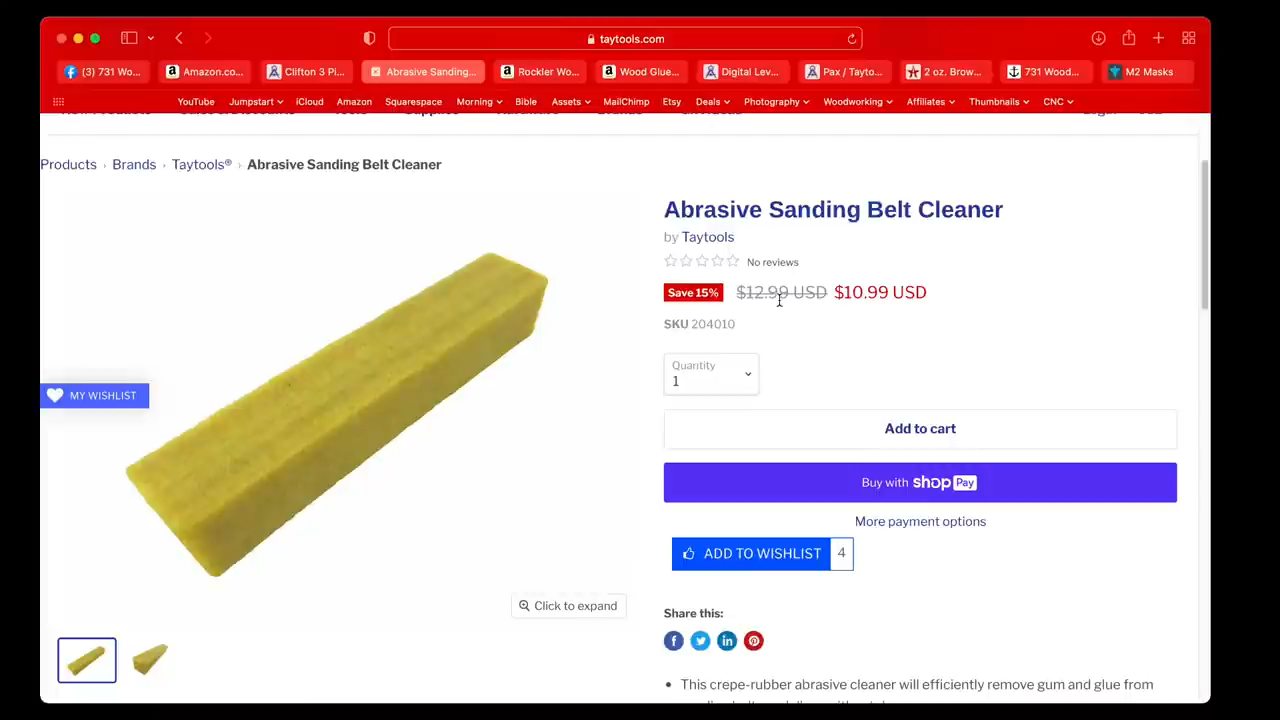 taytools.com
(3) 731 Wo...
Amazon.co...
Clifton 3 Pi...
Abrasive Sanding...
Rockler Wo...
Wood Glue...
Digital Lev...
Pax / Tayto...
2 oz. Brow...
731 Wood...
M2 Masks
YouTube Jumpstart iCloud Amazon Squarespace Morning Bible Assets MailChimp Etsy Deals Photography Woodworking Affiliates Thumbnails CNC
Products › Brands › Taytools® › Abrasive Sanding Belt Cleaner
Abrasive Sanding Belt Cleaner
by Taytools
No reviews
Save 15% $12.99 USD $10.99 USD
SKU 204010
Quantity
1
MY WISHLIST
Add to cart
Buy with shop Pay
More payment options
ADD TO WISHLIST 4
Click to expand
Share this:
• This crepe-rubber abrasive cleaner will efficiently remove gum and glue from